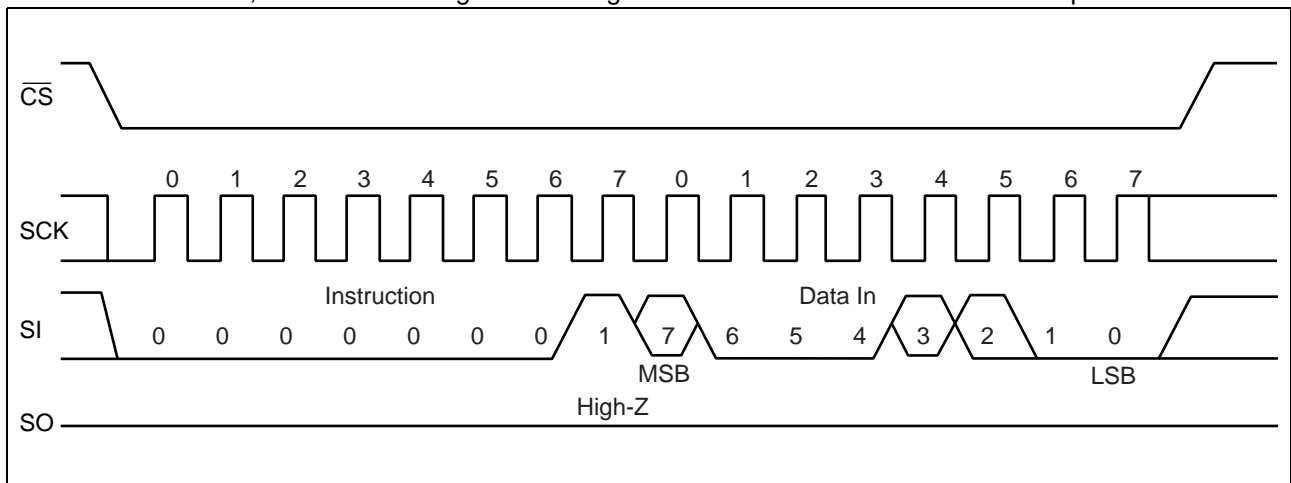 CS
0 1 2 3 4 5 6 7 0 1 2 3 4 5 6 7
SCK
Instruction Data In
SI 0 0 0 0 0 0 0 1 7 6 5 4 3 2 1 0
MSB LSB
High-Z
SO